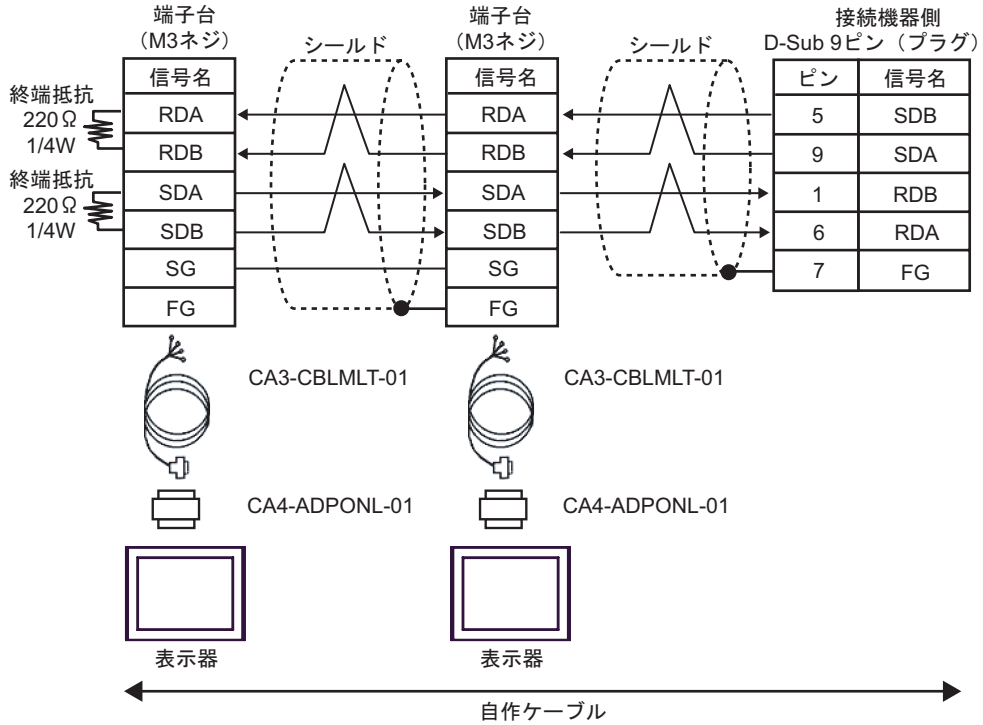 端子台
（M3ネジ）
シールド
端子台
（M3ネジ）
シールド
接続機器側
D-Sub 9ピン（プラグ）
終端抵抗
220Ω
1/4W
終端抵抗
220Ω
1/4W
信号名
RDA
RDB
SDA
SDB
SG
FG
信号名
RDA
RDB
SDA
SDB
SG
FG
ピン 信号名
5 SDB
9 SDA
1 RDB
6 RDA
7 FG
CA3-CBLMLT-01
CA3-CBLMLT-01
CA4-ADPONL-01
CA4-ADPONL-01
表示器
表示器
自作ケーブル